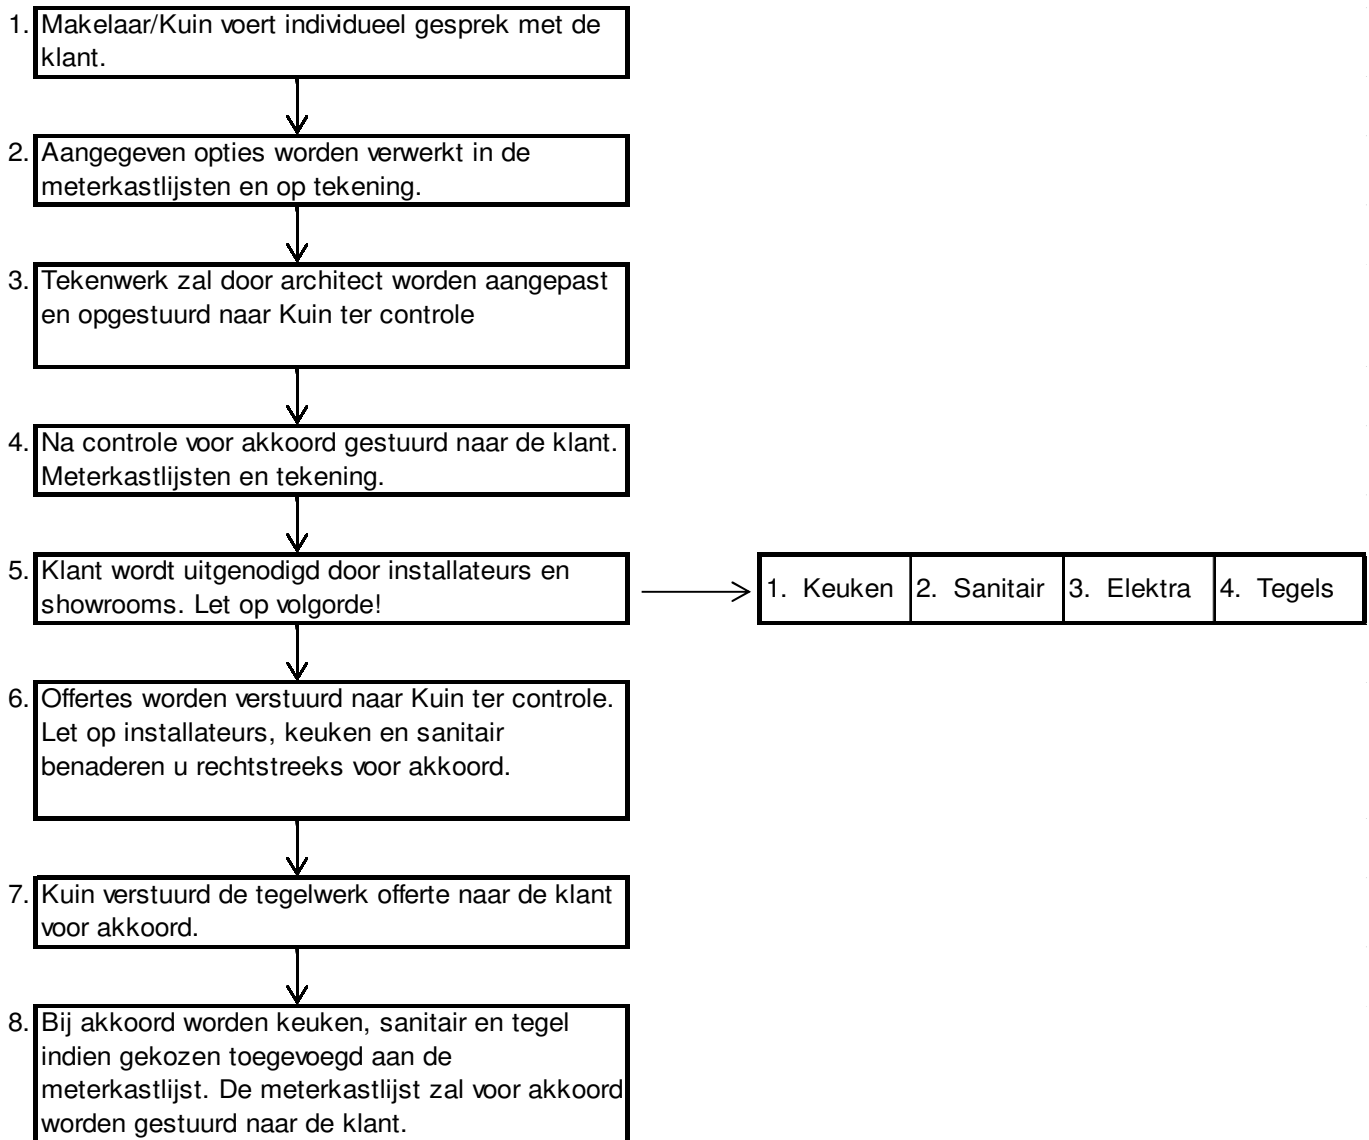 1. Makelaar/Kuin voert individueel gesprek met de
klant.
2. Aangegeven opties worden verwerkt in de
meterkastlijsten en op tekening.
3. Tekenwerk zal door architect worden aangepast
en opgestuurd naar Kuin ter controle
4. Na controle voor akkoord gestuurd naar de klant.
Meterkastlijsten en tekening.
5. Klant wordt uitgenodigd door installateurs en
showrooms. Let op volgorde!
1. Keuken 2. Sanitair 3. Elektra 4. Tegels
6. Offertes worden verstuurd naar Kuin ter controle.
Let op installateurs, keuken en sanitair
benaderen u rechtstreeks voor akkoord.
7. Kuin verstuurd de tegelwerk offerte naar de klant
voor akkoord.
8. Bij akkoord worden keuken, sanitair en tegel
indien gekozen toegevoegd aan de
meterkastlijst. De meterkastlijst zal voor akkoord
worden gestuurd naar de klant.